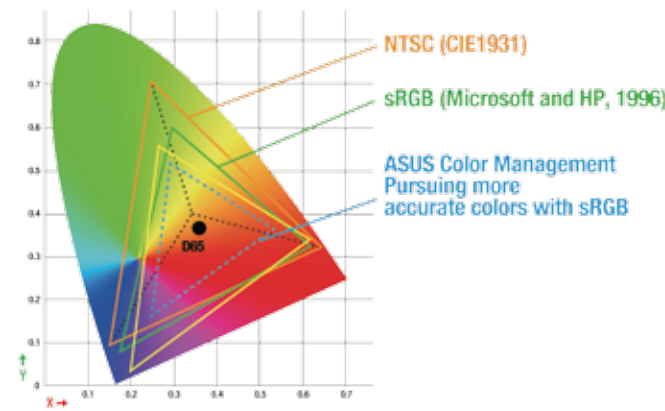 0.8
NTSC (CIE1931)
0.7
sRGB (Microsoft and HP, 1996)
0.6
0.5
ASUS Color Management
Pursuing more
accurate colors with sRGB
0.4
D65
0.3
0.2
0.1
Y
0
X
0.1
0.2
0.3
0.4
0.5
0.6
0.7